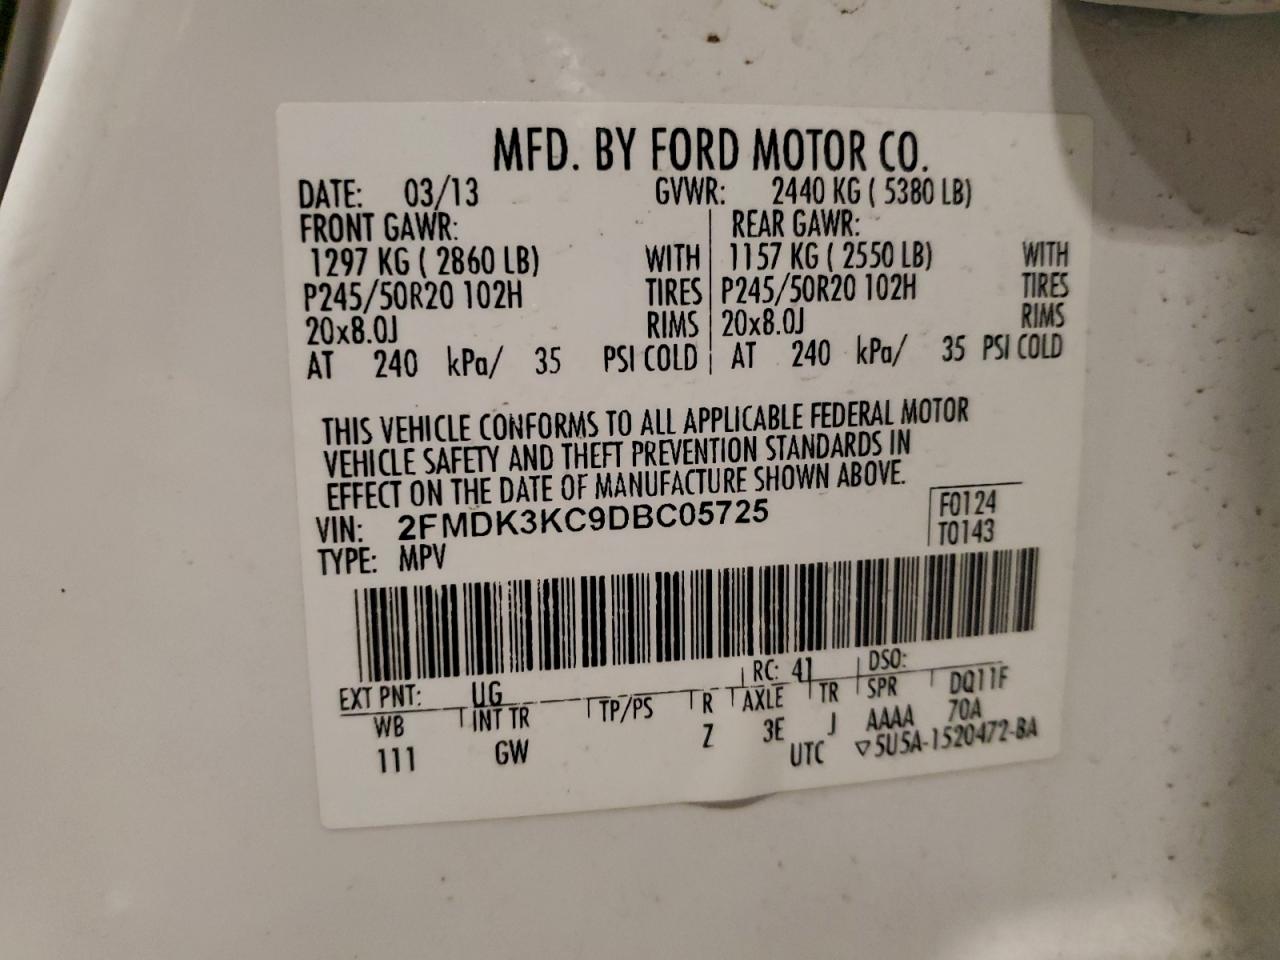 MFD. BY FORD MOTOR CO.
DATE: 03/13 GVWR: 2440 KG ( 5380 LB)
FRONT GAWR: REAR GAWR:
1297 KG ( 2860 LB) WITH 1157 KG ( 2550 LB) WITH
P245/50R20 102H TIRES P245/50R20 102H TIRES
20x8.0J RIMS 20x8.0J RIMS
AT 240 kPa/ 35 PSI COLD AT 240 kPa/ 35 PSI COLD
THIS VEHICLE CONFORMS TO ALL APPLICABLE FEDERAL MOTOR
VEHICLE SAFETY AND THEFT PREVENTION STANDARDS IN
EFFECT ON THE DATE OF MANUFACTURE SHOWN ABOVE.
VIN: 2FMDK3KC9DBC05725 F0124
TYPE: MPV T0143
EXT PNT: UG RC: 41 DSO:
WB INT TR TP/PS R AXLE TR SPR DQ11F
111 GW Z 3E J AAAA 70A
UTC ▽5U5A-1520472-BA